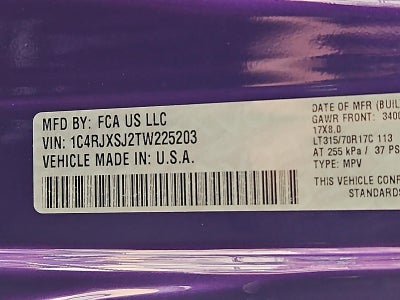 MFD BY: FCA US LLC
VIN: 1C4RJXSJ2TW225203
VEHICLE MADE IN: U.S.A.
DATE OF MFR (BUIL
GAWR FRONT: 3400
17X8.0
LT315/70R17C 113
AT 255 kPa / 37 PS
TYPE: MPV
THIS VEHICLE CONF
STANDARDS